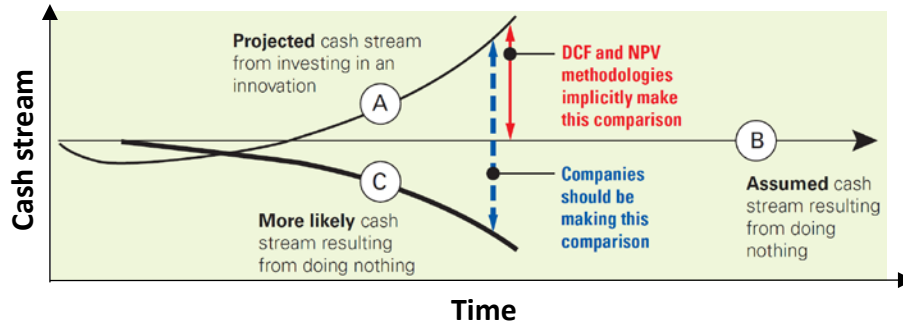 Cash stream
Projected cash stream
from investing in an
innovation
A
DCF and NPV
methodologies
implicitly make
this comparison
B
C
Companies
should be
making this
comparison
Assumed cash
stream resulting
from doing
nothing
More likely cash
stream resulting
from doing nothing
Time